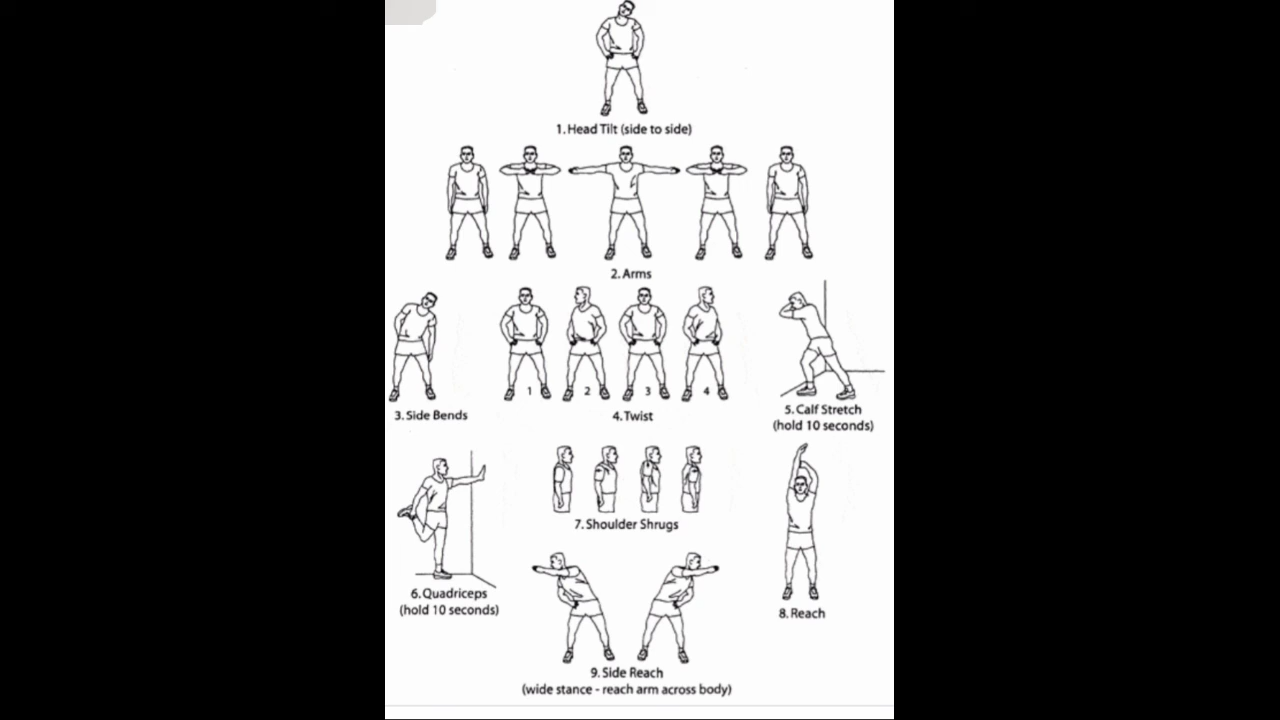 1. Head Tilt (side to side)
2. Arms
1 2 3 4
3. Side Bends
4. Twist
5. Calf Stretch
(hold 10 seconds)
7. Shoulder Shrugs
6. Quadriceps
(hold 10 seconds)
8. Reach
9. Side Reach
(wide stance - reach arm across body)